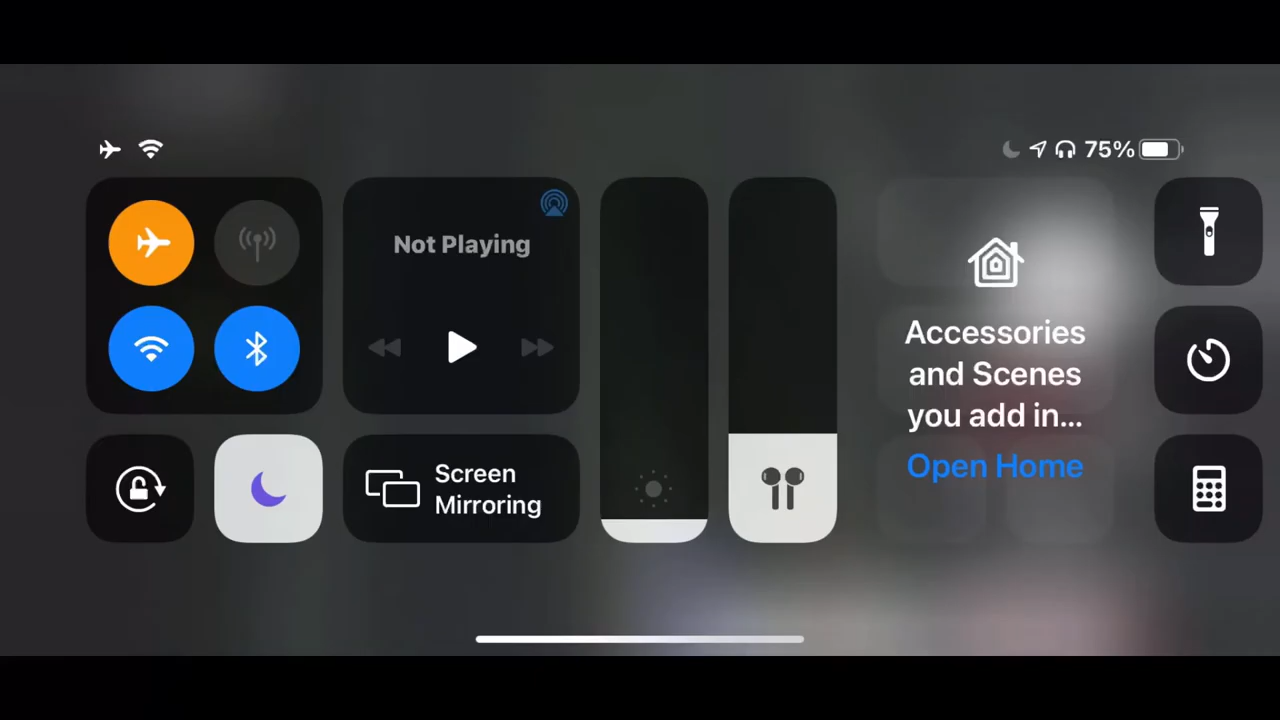 75%
Not Playing
Screen
Mirroring
Accessories
and Scenes
you add in...
Open Home